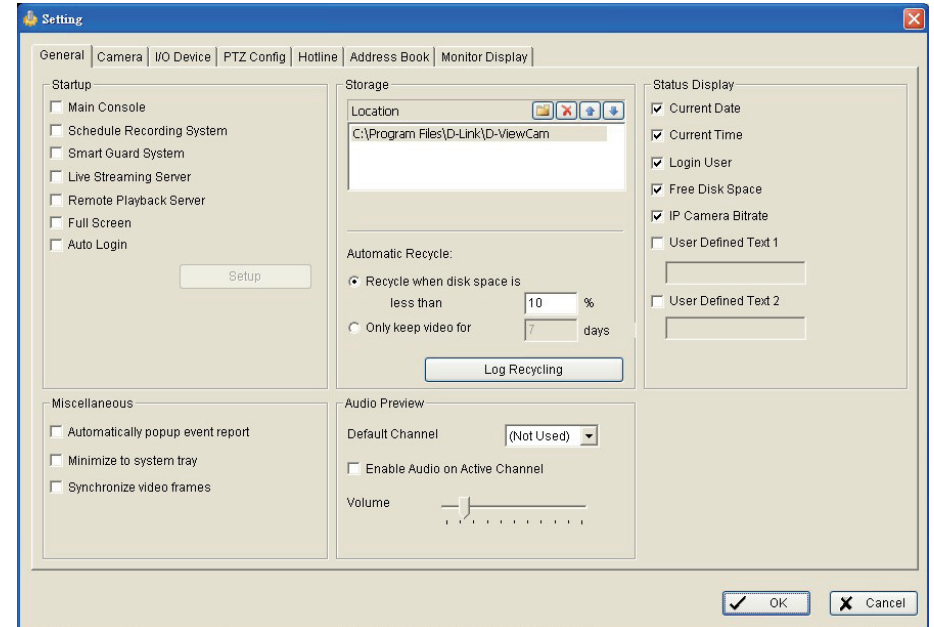 Setting
General Camera I/O Device PTZ Config Hotline Address Book Monitor Display
Startup
Main Console
Schedule Recording System
Smart Guard System
Live Streaming Server
Remote Playback Server
Full Screen
Auto Login
Setup
Storage
Location
C:\Program Files\D-Link\D-ViewCam
Automatic Recycle:
Recycle when disk space is
less than 10 %
Only keep video for 7 days
Log Recycling
Status Display
Current Date
Current Time
Login User
Free Disk Space
IP Camera Bitrate
User Defined Text 1
User Defined Text 2
Miscellaneous
Automatically popup event report
Minimize to system tray
Synchronize video frames
Audio Preview
Default Channel (Not Used)
Enable Audio on Active Channel
Volume
OK Cancel